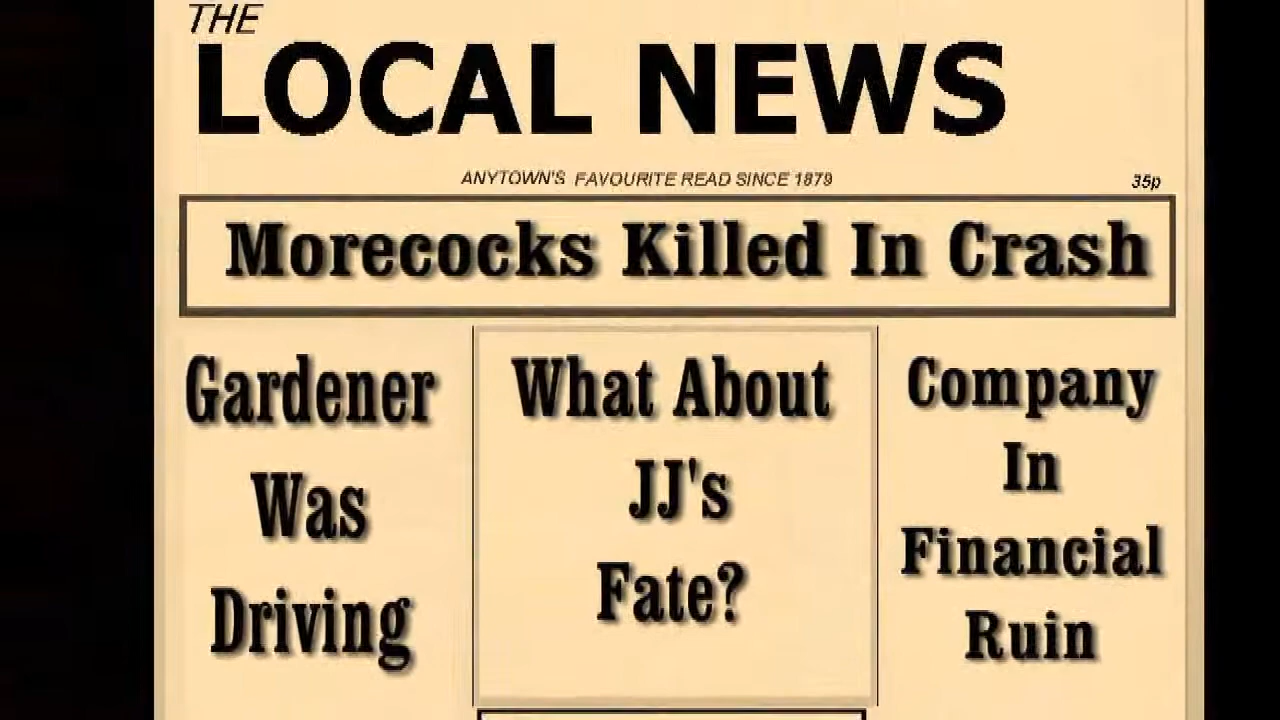 THE
LOCAL NEWS
ANYTOWN'S FAVOURITE READ SINCE 1879
35p
Morecocks Killed In Crash
Gardener
Was
Driving
What About
JJ's
Fate?
Company
In
Financial
Ruin